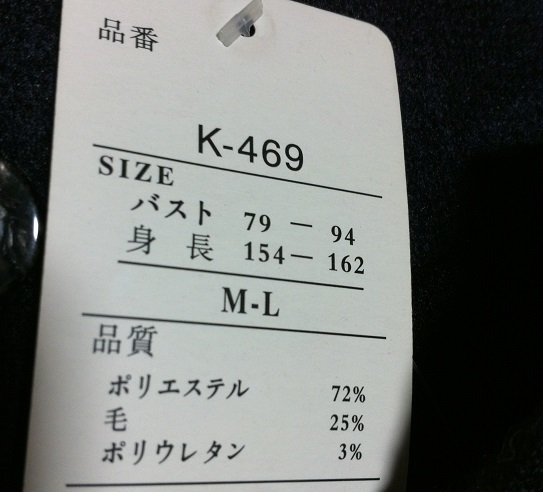 品番
K-469
SIZE
バスト 79 — 94
身長 154 — 162
M-L
品質
ポリエステル 72%
毛 25%
ポリウレタン 3%